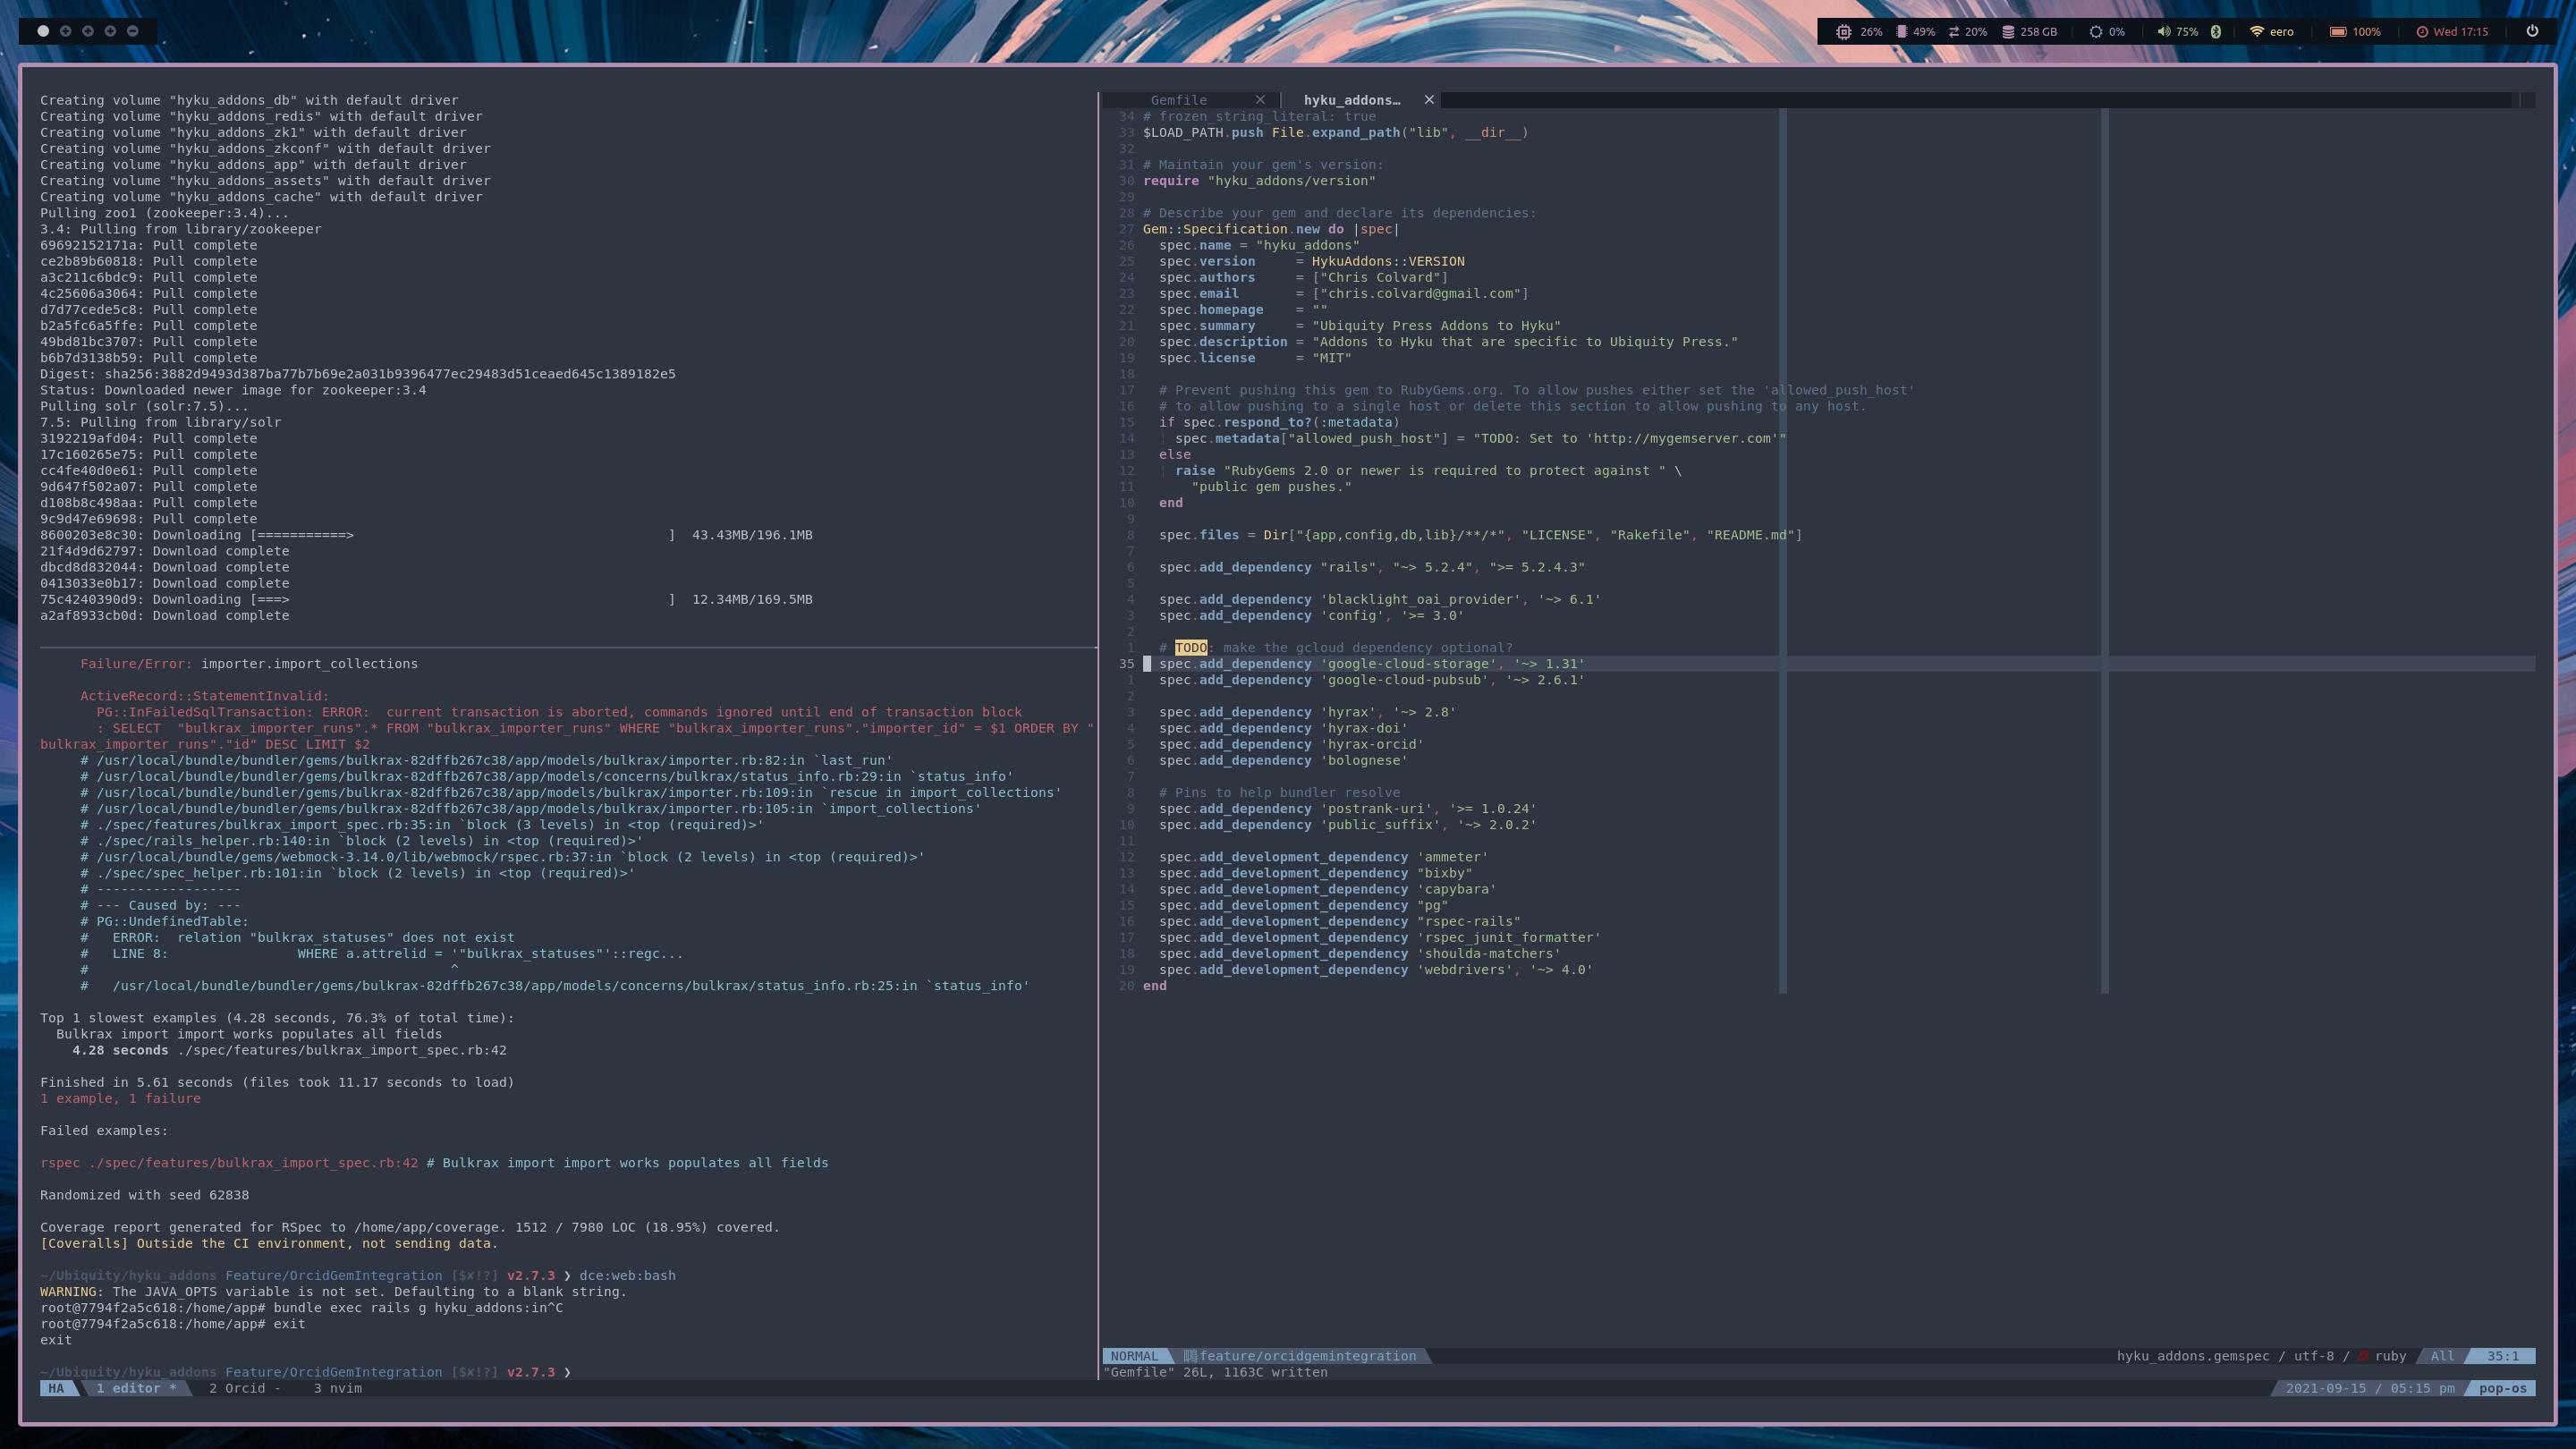 26% 49% 20% 258 GB 0% 75% eero 100% Wed 17:15
Creating volume "hyku_addons_db" with default driver
Creating volume "hyku_addons_redis" with default driver
Creating volume "hyku_addons_zk1" with default driver
Creating volume "hyku_addons_zkconf" with default driver
Creating volume "hyku_addons_app" with default driver
Creating volume "hyku_addons_assets" with default driver
Creating volume "hyku_addons_cache" with default driver
Pulling zoo1 (zookeeper:3.4)...
3.4: Pulling from library/zookeeper
69692152171a: Pull complete
ce2b89b60818: Pull complete
a3c211c6bdc9: Pull complete
4c25606a3064: Pull complete
d7d77cede5c8: Pull complete
b2a5fc6a5ffe: Pull complete
49bd81bc3707: Pull complete
b6b7d3138b59: Pull complete
Digest: sha256:3882d9493d387ba77b7b69e2a031b9396477ec29483d51ceaed645c1389182e5
Status: Downloaded newer image for zookeeper:3.4
Pulling solr (solr:7.5)...
7.5: Pulling from library/solr
3192219afd04: Pull complete
17c160265e75: Pull complete
cc4fe40d0e61: Pull complete
9d647f502a07: Pull complete
d108b8c498aa: Pull complete
9c9d47e69698: Pull complete
8600203e8c30: Downloading [===========>                                       ]  43.43MB/196.1MB
21f4d9d62797: Download complete
dbcd8d832044: Download complete
0413033e0b17: Download complete
75c4240390d9: Downloading [===>                                               ]  12.34MB/169.5MB
a2af8933cb0d: Download complete
Failure/Error: importer.import_collections
ActiveRecord::StatementInvalid:
PG::InFailedSqlTransaction: ERROR:  current transaction is aborted, commands ignored until end of transaction block
: SELECT  "bulkrax_importer_runs".* FROM "bulkrax_importer_runs" WHERE "bulkrax_importer_runs"."importer_id" = $1 ORDER BY "
bulkrax_importer_runs"."id" DESC LIMIT $2
# /usr/local/bundle/bundler/gems/bulkrax-82dffb267c38/app/models/bulkrax/importer.rb:82:in `last_run'
# /usr/local/bundle/bundler/gems/bulkrax-82dffb267c38/app/models/concerns/bulkrax/status_info.rb:29:in `status_info'
# /usr/local/bundle/bundler/gems/bulkrax-82dffb267c38/app/models/bulkrax/importer.rb:109:in `rescue in import_collections'
# /usr/local/bundle/bundler/gems/bulkrax-82dffb267c38/app/models/bulkrax/importer.rb:105:in `import_collections'
# ./spec/features/bulkrax_import_spec.rb:35:in `block (3 levels) in <top (required)>'
# ./spec/rails_helper.rb:140:in `block (2 levels) in <top (required)>'
# /usr/local/bundle/gems/webmock-3.14.0/lib/webmock/rspec.rb:37:in `block (2 levels) in <top (required)>'
# ./spec/spec_helper.rb:101:in `block (2 levels) in <top (required)>'
# ------------------
# --- Caused by: ---
# PG::UndefinedTable:
#   ERROR:  relation "bulkrax_statuses" does not exist
#   LINE 8:                WHERE a.attrelid = '"bulkrax_statuses"'::regc...
#                                             ^
#   /usr/local/bundle/bundler/gems/bulkrax-82dffb267c38/app/models/concerns/bulkrax/status_info.rb:25:in `status_info'
Top 1 slowest examples (4.28 seconds, 76.3% of total time):
Bulkrax import import works populates all fields
4.28 seconds ./spec/features/bulkrax_import_spec.rb:42
Finished in 5.61 seconds (files took 11.17 seconds to load)
1 example, 1 failure
Failed examples:
rspec ./spec/features/bulkrax_import_spec.rb:42 # Bulkrax import import works populates all fields
Randomized with seed 62838
Coverage report generated for RSpec to /home/app/coverage. 1512 / 7980 LOC (18.95%) covered.
[Coveralls] Outside the CI environment, not sending data.
~/Ubiquity/hyku_addons Feature/OrcidGemIntegration [$✘!?] v2.7.3 ❯ dce:web:bash
WARNING: The JAVA_OPTS variable is not set. Defaulting to a blank string.
root@7794f2a5c618:/home/app# bundle exec rails g hyku_addons:in^C
root@7794f2a5c618:/home/app# exit
exit
~/Ubiquity/hyku_addons Feature/OrcidGemIntegration [$✘!?] v2.7.3 ❯
Gemfile × hyku_addons… ×
34 # frozen_string_literal: true
33 $LOAD_PATH.push File.expand_path("lib", __dir__)
32
31 # Maintain your gem's version:
30 require "hyku_addons/version"
29
28 # Describe your gem and declare its dependencies:
27 Gem::Specification.new do |spec|
26   spec.name = "hyku_addons"
25   spec.version     = HykuAddons::VERSION
24   spec.authors     = ["Chris Colvard"]
23   spec.email       = ["chris.colvard@gmail.com"]
22   spec.homepage    = ""
21   spec.summary     = "Ubiquity Press Addons to Hyku"
20   spec.description = "Addons to Hyku that are specific to Ubiquity Press."
19   spec.license     = "MIT"
18
17   # Prevent pushing this gem to RubyGems.org. To allow pushes either set the 'allowed_push_host'
16   # to allow pushing to a single host or delete this section to allow pushing to any host.
15   if spec.respond_to?(:metadata)
14   ¦ spec.metadata["allowed_push_host"] = "TODO: Set to 'http://mygemserver.com'"
13   else
12   ¦ raise "RubyGems 2.0 or newer is required to protect against " \
11       "public gem pushes."
10   end
9
8   spec.files = Dir["{app,config,db,lib}/**/*", "LICENSE", "Rakefile", "README.md"]
7
6   spec.add_dependency "rails", "~> 5.2.4", ">= 5.2.4.3"
5
4   spec.add_dependency 'blacklight_oai_provider', '~> 6.1'
3   spec.add_dependency 'config', '>= 3.0'
2
1   # TODO: make the gcloud dependency optional?
35   spec.add_dependency 'google-cloud-storage', '~> 1.31'
1   spec.add_dependency 'google-cloud-pubsub', '~> 2.6.1'
2
3   spec.add_dependency 'hyrax', '~> 2.8'
4   spec.add_dependency 'hyrax-doi'
5   spec.add_dependency 'hyrax-orcid'
6   spec.add_dependency 'bolognese'
7
8   # Pins to help bundler resolve
9   spec.add_dependency 'postrank-uri', '>= 1.0.24'
10   spec.add_dependency 'public_suffix', '~> 2.0.2'
11
12   spec.add_development_dependency 'ammeter'
13   spec.add_development_dependency "bixby"
14   spec.add_development_dependency 'capybara'
15   spec.add_development_dependency "pg"
16   spec.add_development_dependency "rspec-rails"
17   spec.add_development_dependency 'rspec_junit_formatter'
18   spec.add_development_dependency 'shoulda-matchers'
19   spec.add_development_dependency 'webdrivers', '~> 4.0'
20 end
NORMAL feature/orcidgemintegration hyku_addons.gemspec / utf-8 / ruby All 35:1
"Gemfile" 26L, 1163C written
HA 1 editor * 2 Orcid - 3 nvim 2021-09-15 / 05:15 pm pop-os